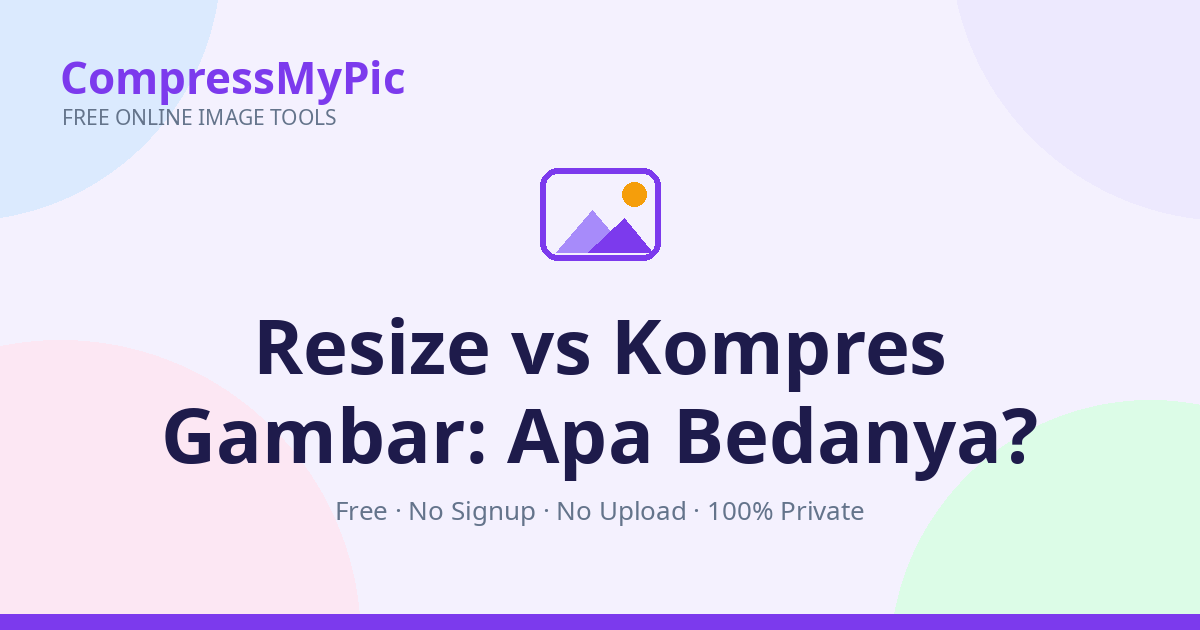 CompressMyPic
FREE ONLINE IMAGE TOOLS
Resize vs Kompres
Gambar: Apa Bedanya?
Free · No Signup · No Upload · 100% Private